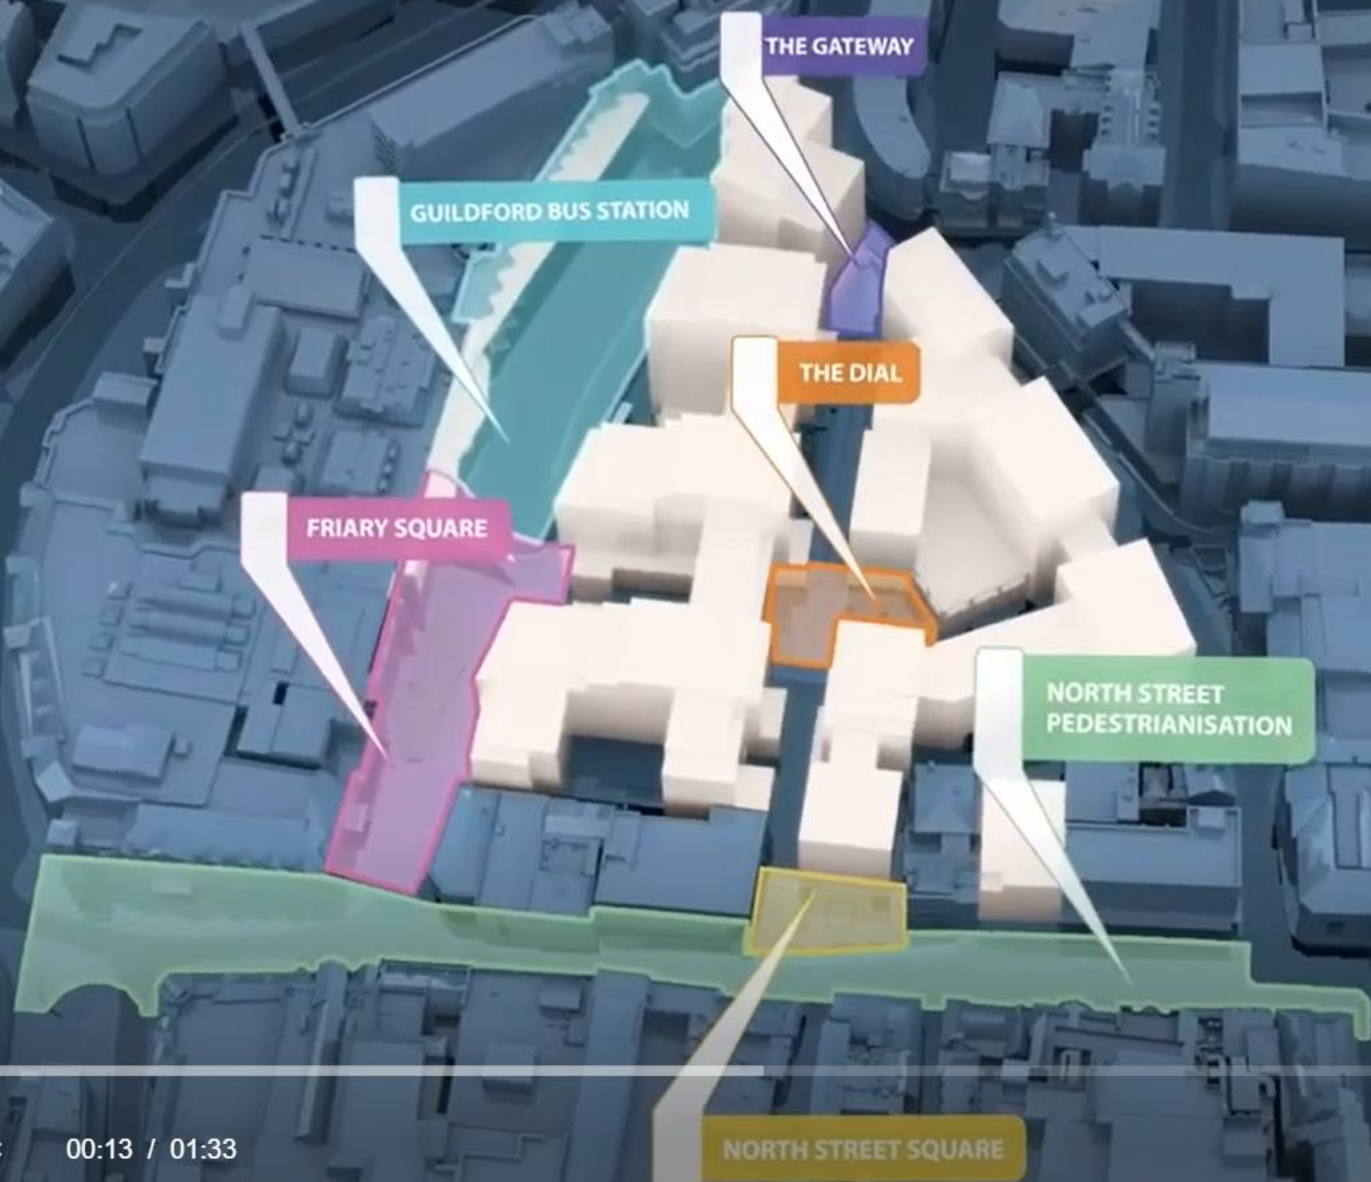 THE GATEWAY
GUILDFORD BUS STATION
THE DIAL
FRIARY SQUARE
NORTH STREET
PEDESTRIANISATION
NORTH STREET SQUARE
00:13 / 01:33